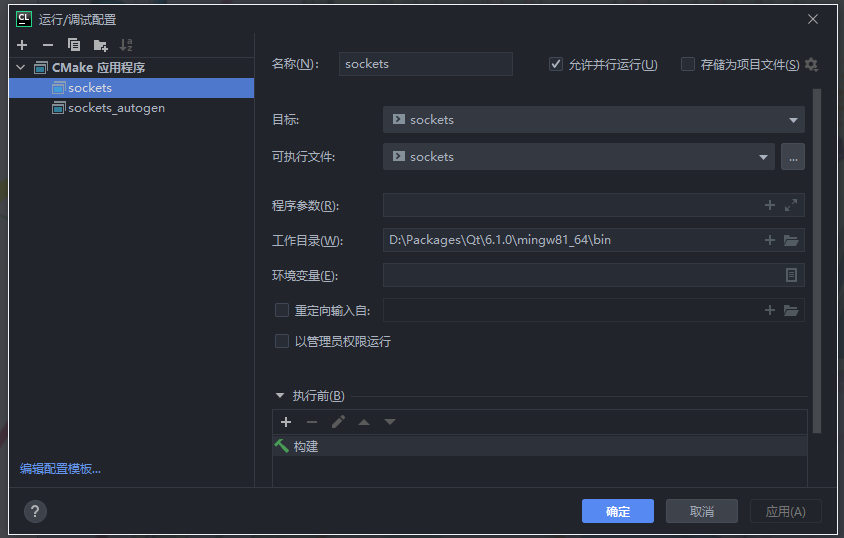 CL 运行/调试配置
CMake 应用程序
sockets
sockets_autogen
编辑配置模板...
名称(N):
sockets
允许并行运行(U)
存储为项目文件(S)
目标:
sockets
可执行文件:
sockets
...
程序参数(R):
工作目录(W):
D:\Packages\Qt\6.1.0\mingw81_64\bin
环境变量(E):
重定向输入自:
以管理员权限运行
执行前(B)
构建
?
确定
取消
应用(A)